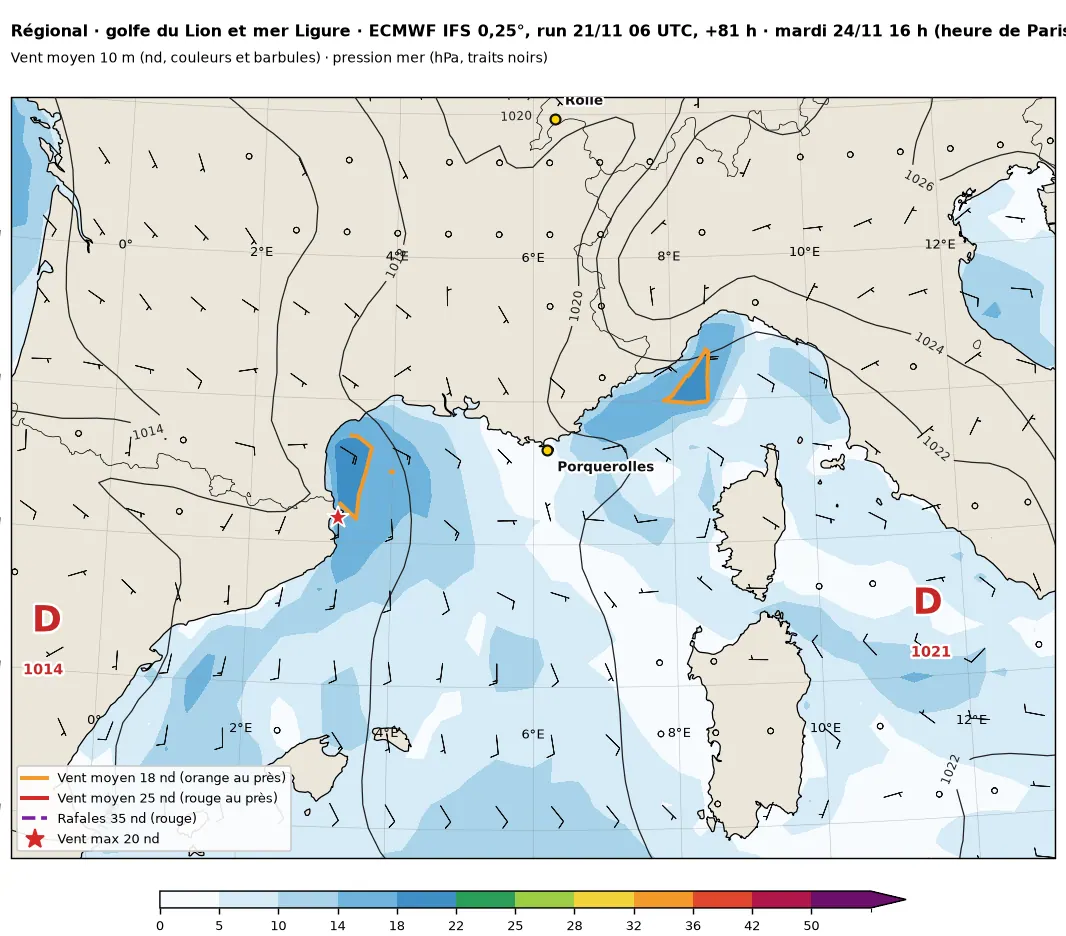 Régional · golfe du Lion et mer Ligure · ECMWF IFS 0,25°, run 21/11 06 UTC, +81 h · mardi 24/11 16 h (heure de Paris
Vent moyen 10 m (nd, couleurs et barbules) · pression mer (hPa, traits noirs)
Rolle
1020
1026
0°
2°E
4°E
6°E
8°E
10°E
12°E
1018
1020
1024
1014
1022
Porquerolles
D
1014
D
1021
0°
2°E
4°E
6°E
8°E
10°E
12°E
1022
Vent moyen 18 nd (orange au près)
Vent moyen 25 nd (rouge au près)
Rafales 35 nd (rouge)
Vent max 20 nd
0 5 10 14 18 22 25 28 32 36 42 50